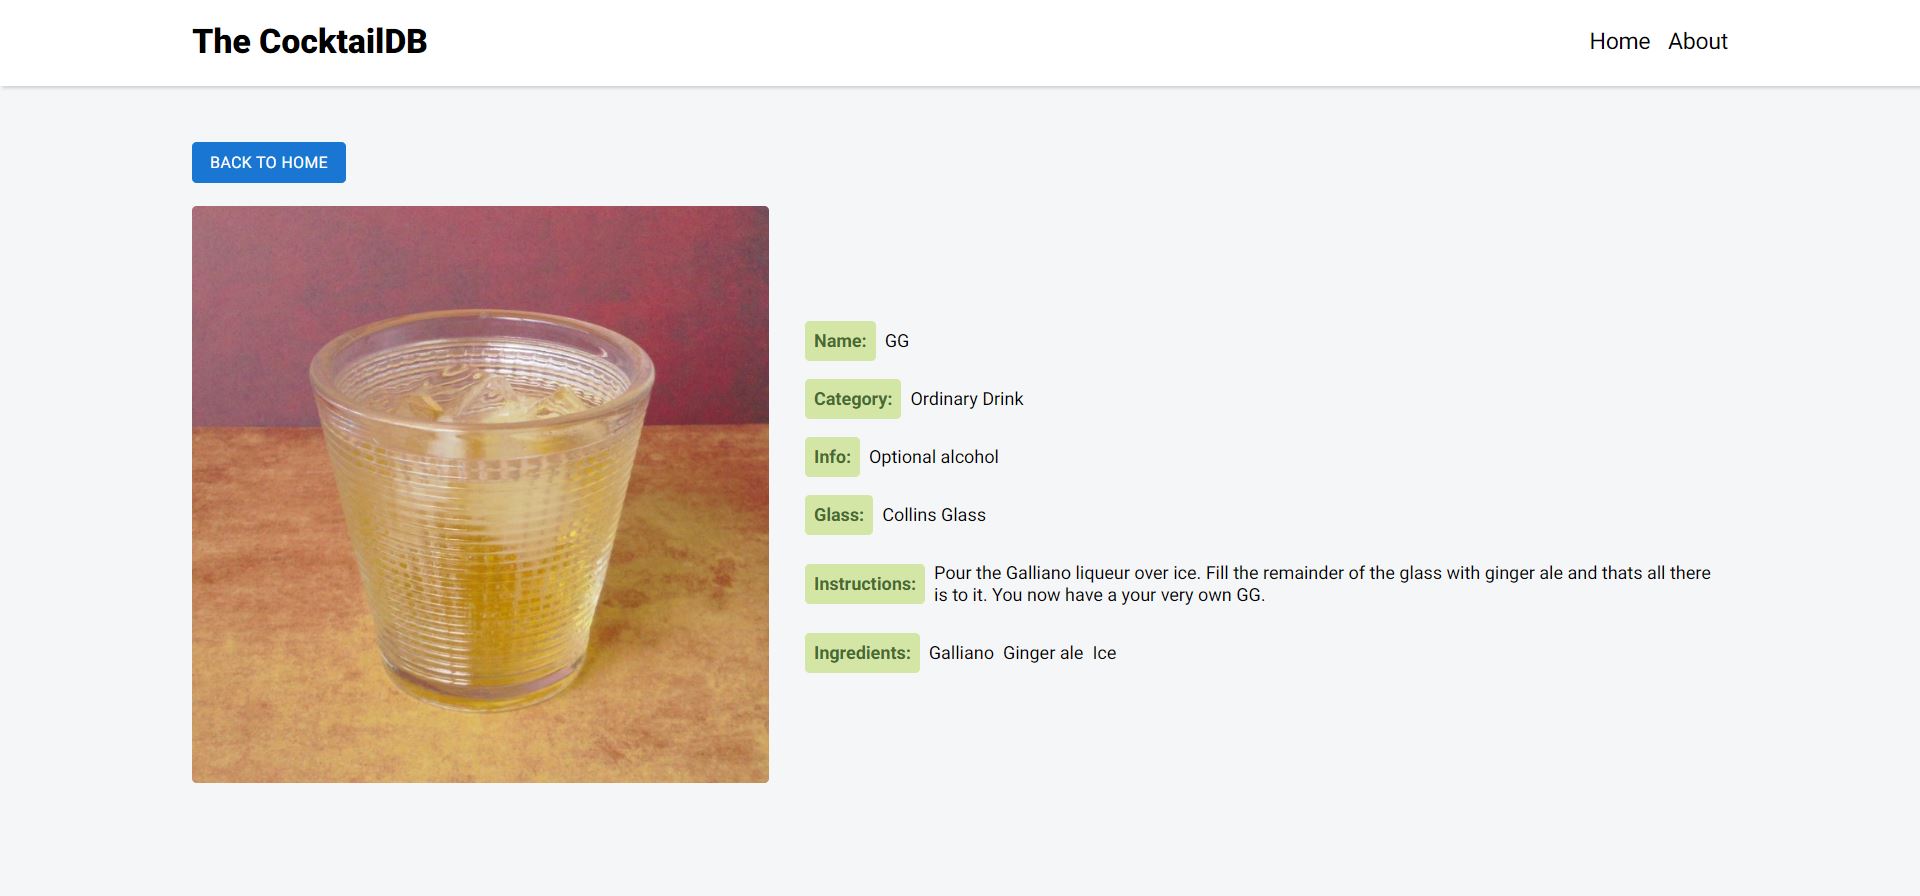 The CocktailDB
Home About
BACK TO HOME
Name: GG
Category: Ordinary Drink
Info: Optional alcohol
Glass: Collins Glass
Instructions: Pour the Galliano liqueur over ice. Fill the remainder of the glass with ginger ale and thats all there
is to it. You now have a your very own GG.
Ingredients: Galliano Ginger ale Ice